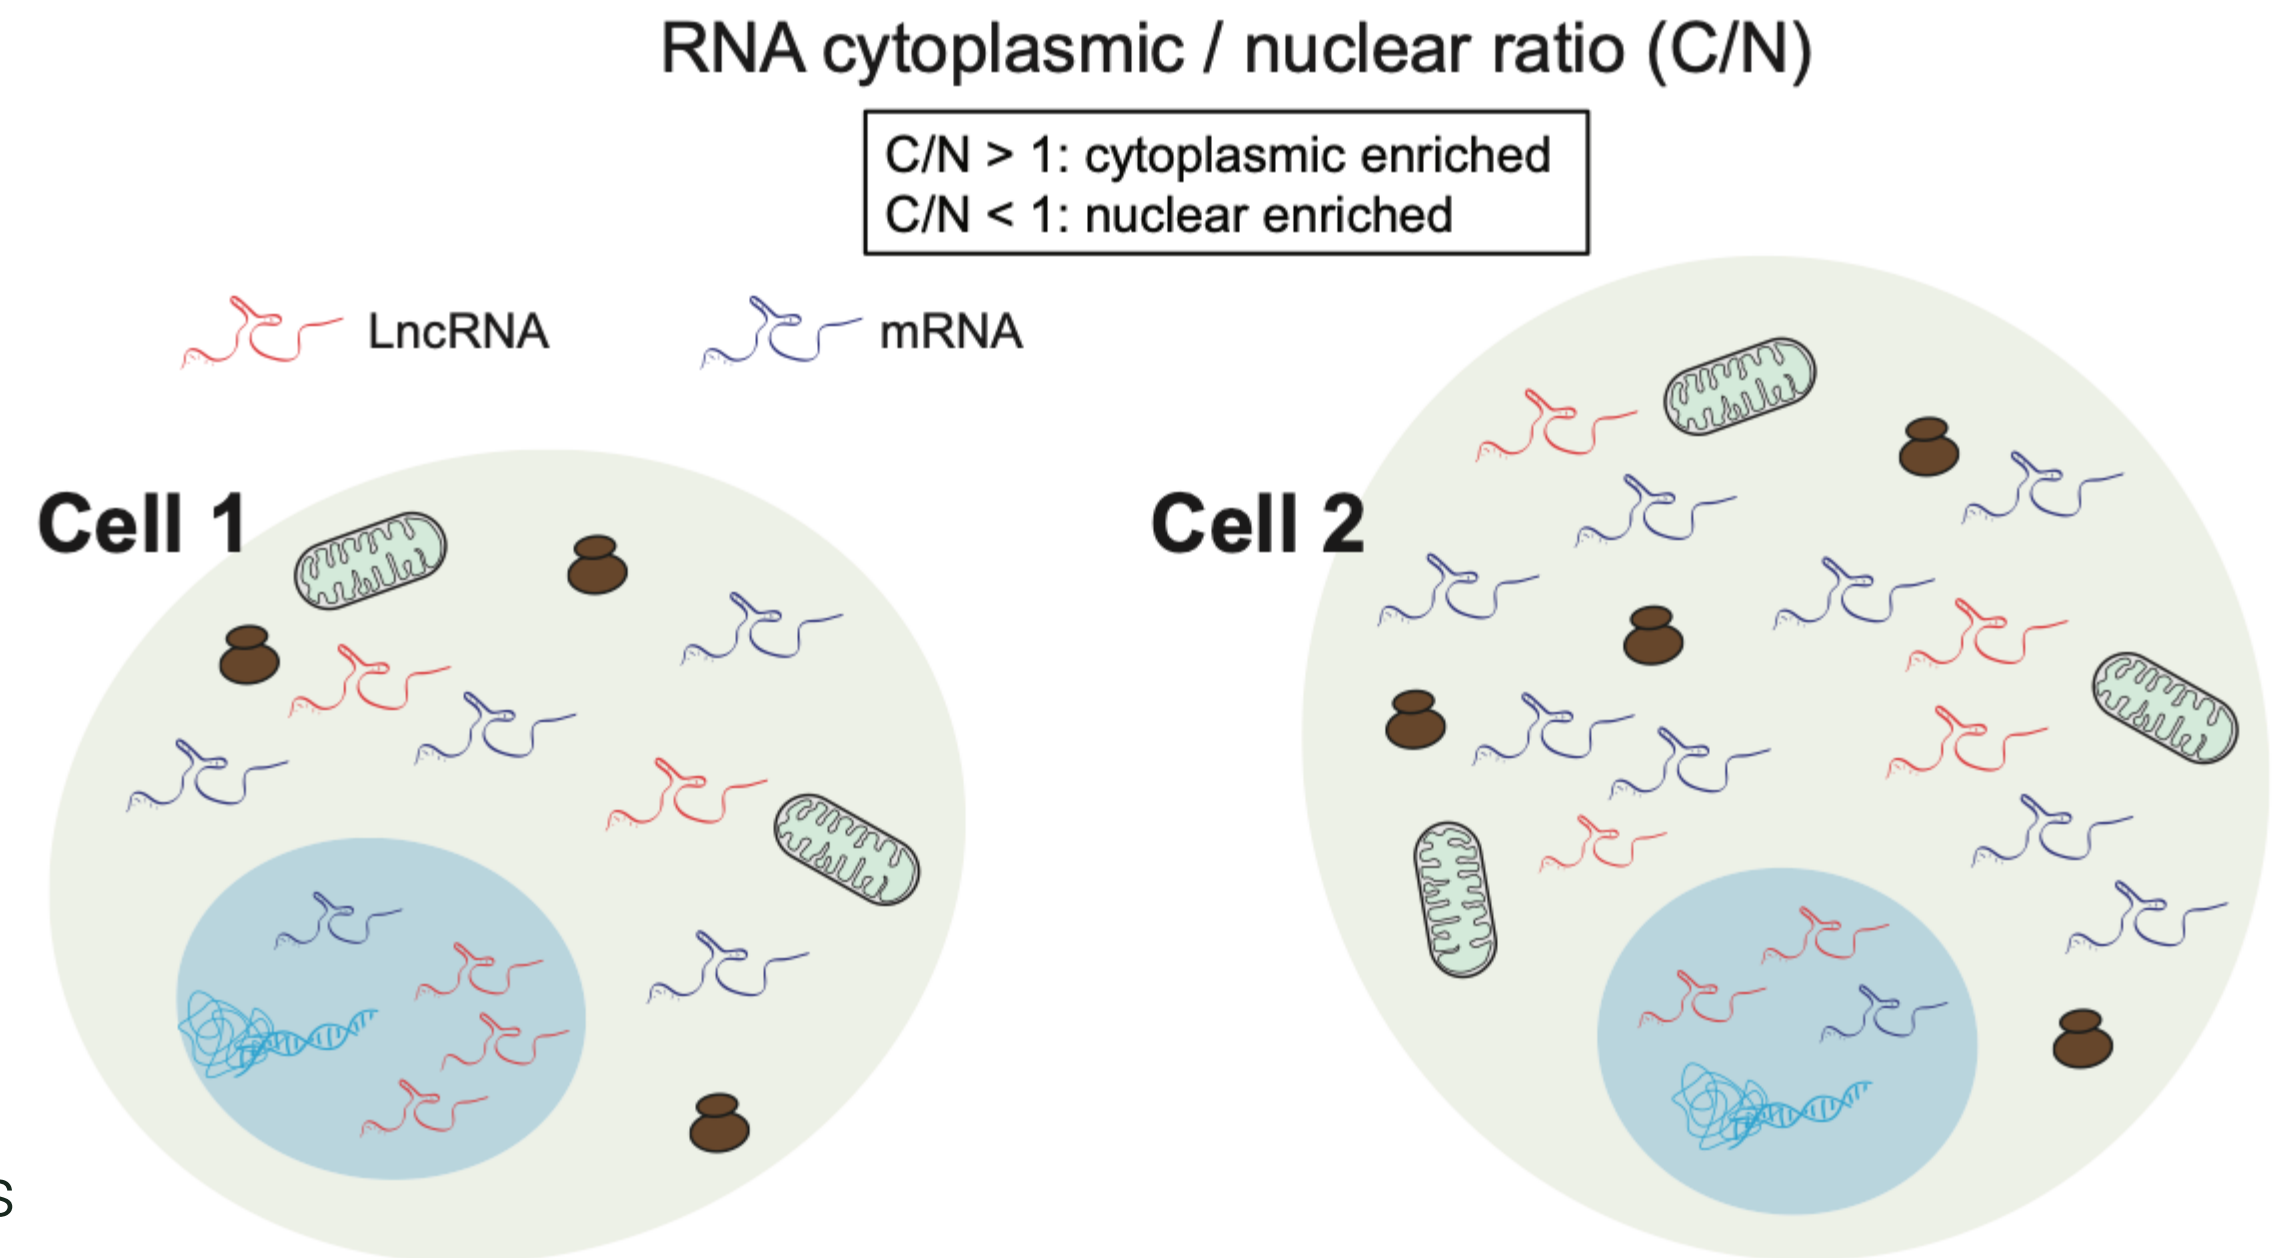 RNA cytoplasmic / nuclear ratio (C/N)
C/N > 1: cytoplasmic enriched
C/N < 1: nuclear enriched
LncRNA
mRNA
Cell 1
Cell 2
s